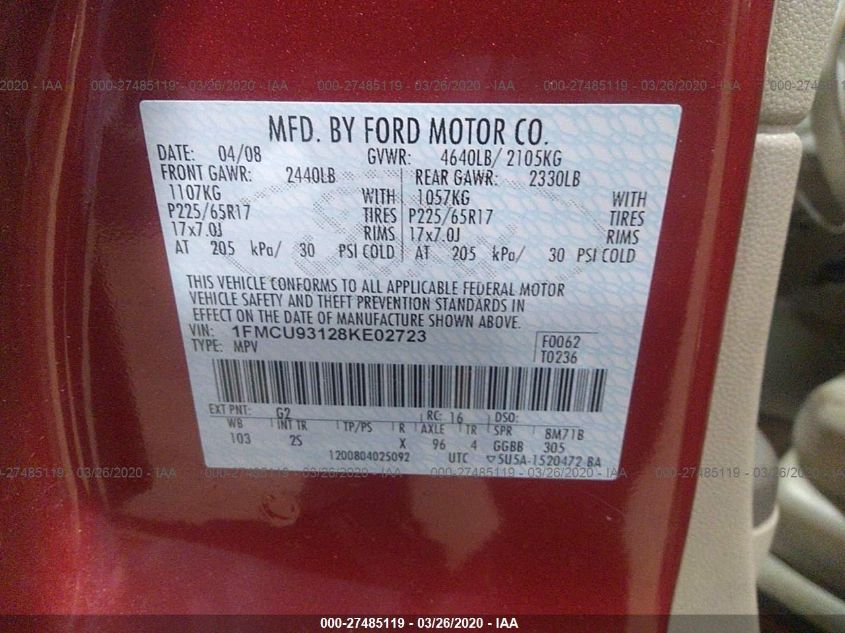 000-27485119 - 03/26/2020 - IAA
MFD. BY FORD MOTOR CO.
DATE: 04/08 GVWR: 4640LB/ 2105KG
FRONT GAWR: 2440LB REAR GAWR: 2330LB
1107KG WITH 1057KG WITH
P225/65R17 TIRES P225/65R17 TIRES
17x7.0J RIMS 17x7.0J RIMS
AT 205 kPa/ 30 PSI COLD AT 205 kPa/ 30 PSI COLD
THIS VEHICLE CONFORMS TO ALL APPLICABLE FEDERAL MOTOR
VEHICLE SAFETY AND THEFT PREVENTION STANDARDS IN
EFFECT ON THE DATE OF MANUFACTURE SHOWN ABOVE.
VIN: 1FMCU93128KE02723 F0062
TYPE: MPV T0236
EXT PNT: G2 RC: 16 DSO:
WB INT TR TP/PS R AXLE TR SPR BM71B
103 2S X 96 4 GGBB 305
1200804025092 UTC ▽5U5A-1520472 BA
000-27485119 - 03/26/2020 - IAA
000-27485119 - 03/26/2020 - IAA